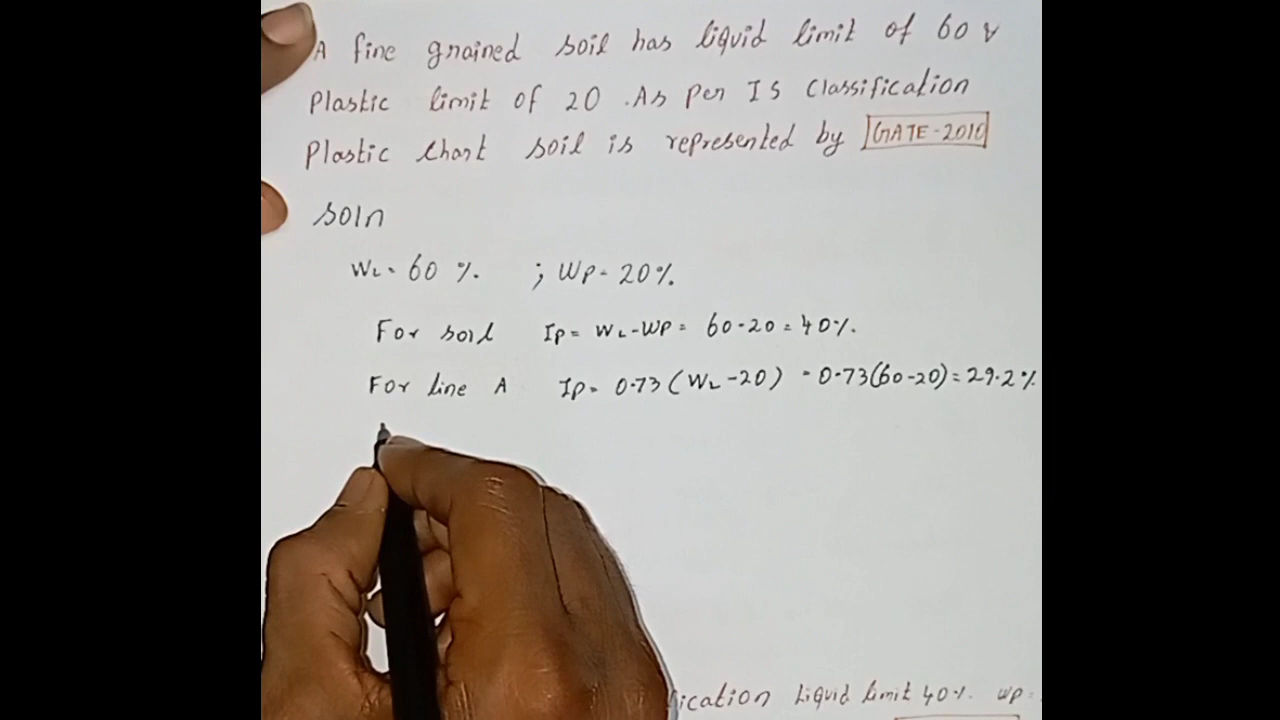 A fine grained soil has liquid limit of 60 &
Plastic limit of 20 . As per IS Classification
Plastic Chart soil is represented by GATE-2010
Soln
WL = 60 % ; WP = 20%.
For soil IP = WL-WP = 60-20 = 40%.
For line A IP = 0.73 (WL-20) = 0.73(60-20) = 29.2%
ication Liquid limit 40%. WP =